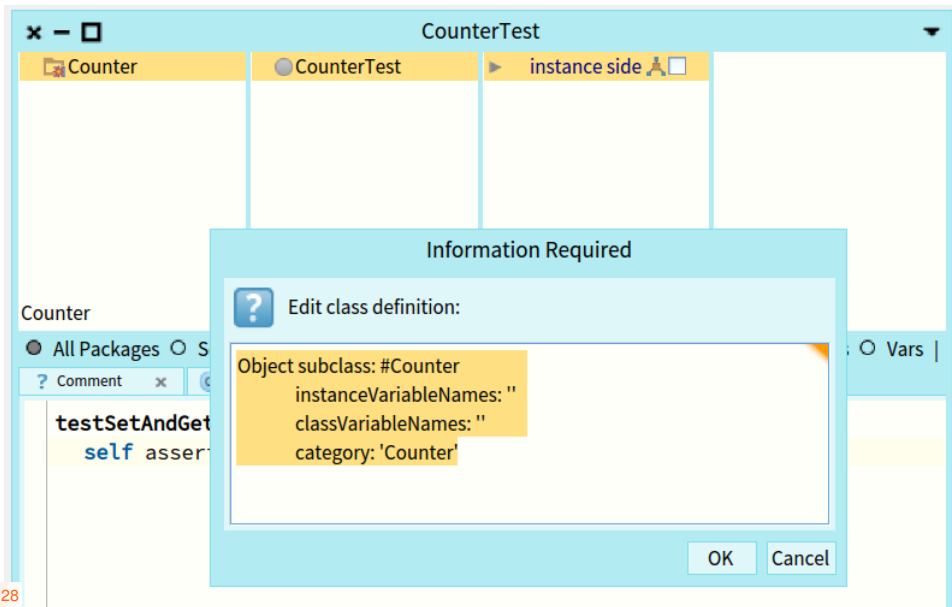 CounterTest
Counter
CounterTest
instance side
Information Required
Edit class definition:
Counter
All Packages
Vars |
Object subclass: #Counter
instanceVariableNames: ''
classVariableNames: ''
category: 'Counter'
? Comment
testSetAndGet
self asser
OK
Cancel
28